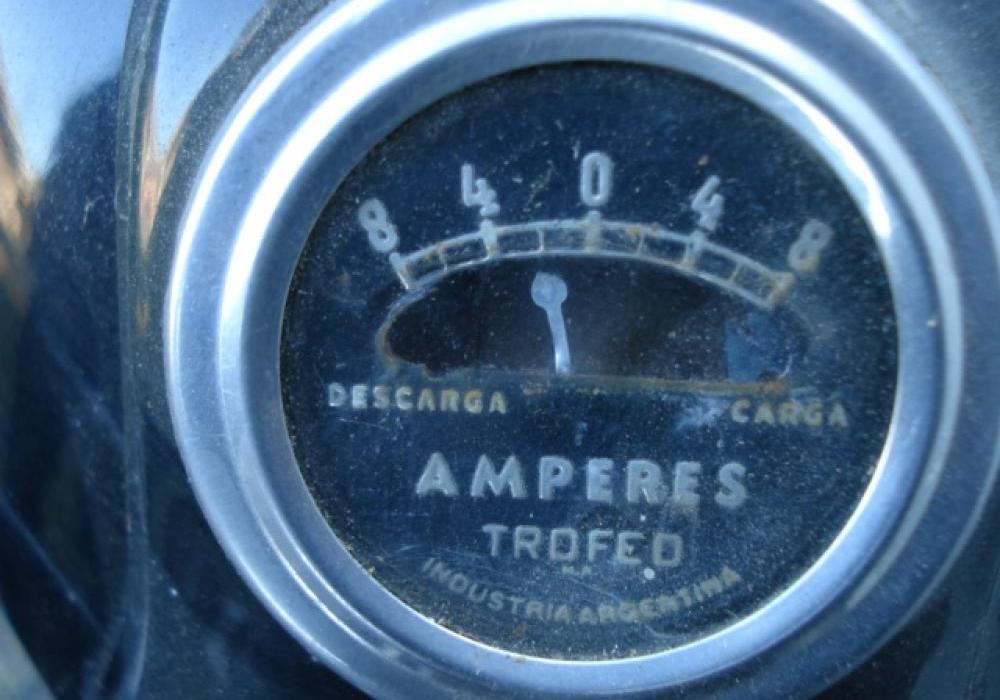 8 4 0 4 8
DESCARGA CARGA
AMPERES
TROFEO
INDUSTRIA ARGENTINA